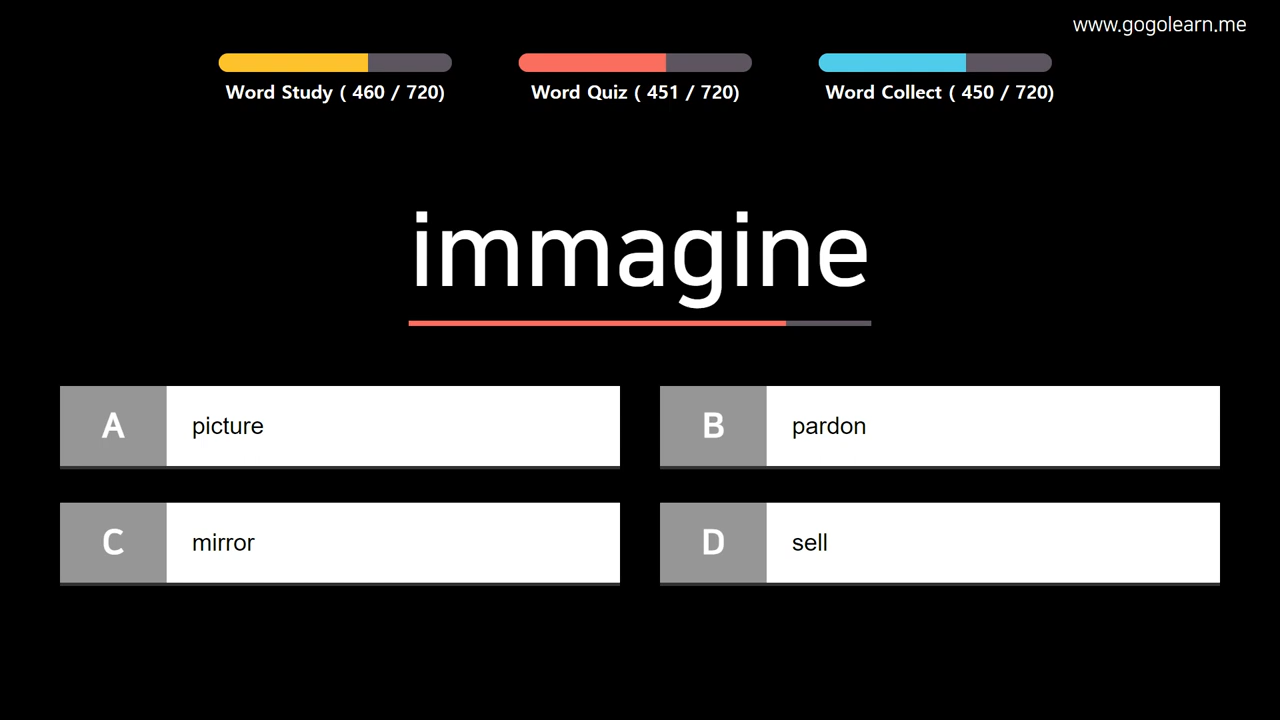 www.gogolearn.me
Word Study ( 460 / 720)
Word Quiz ( 451 / 720)
Word Collect ( 450 / 720)
immagine
A picture
B pardon
C mirror
D sell